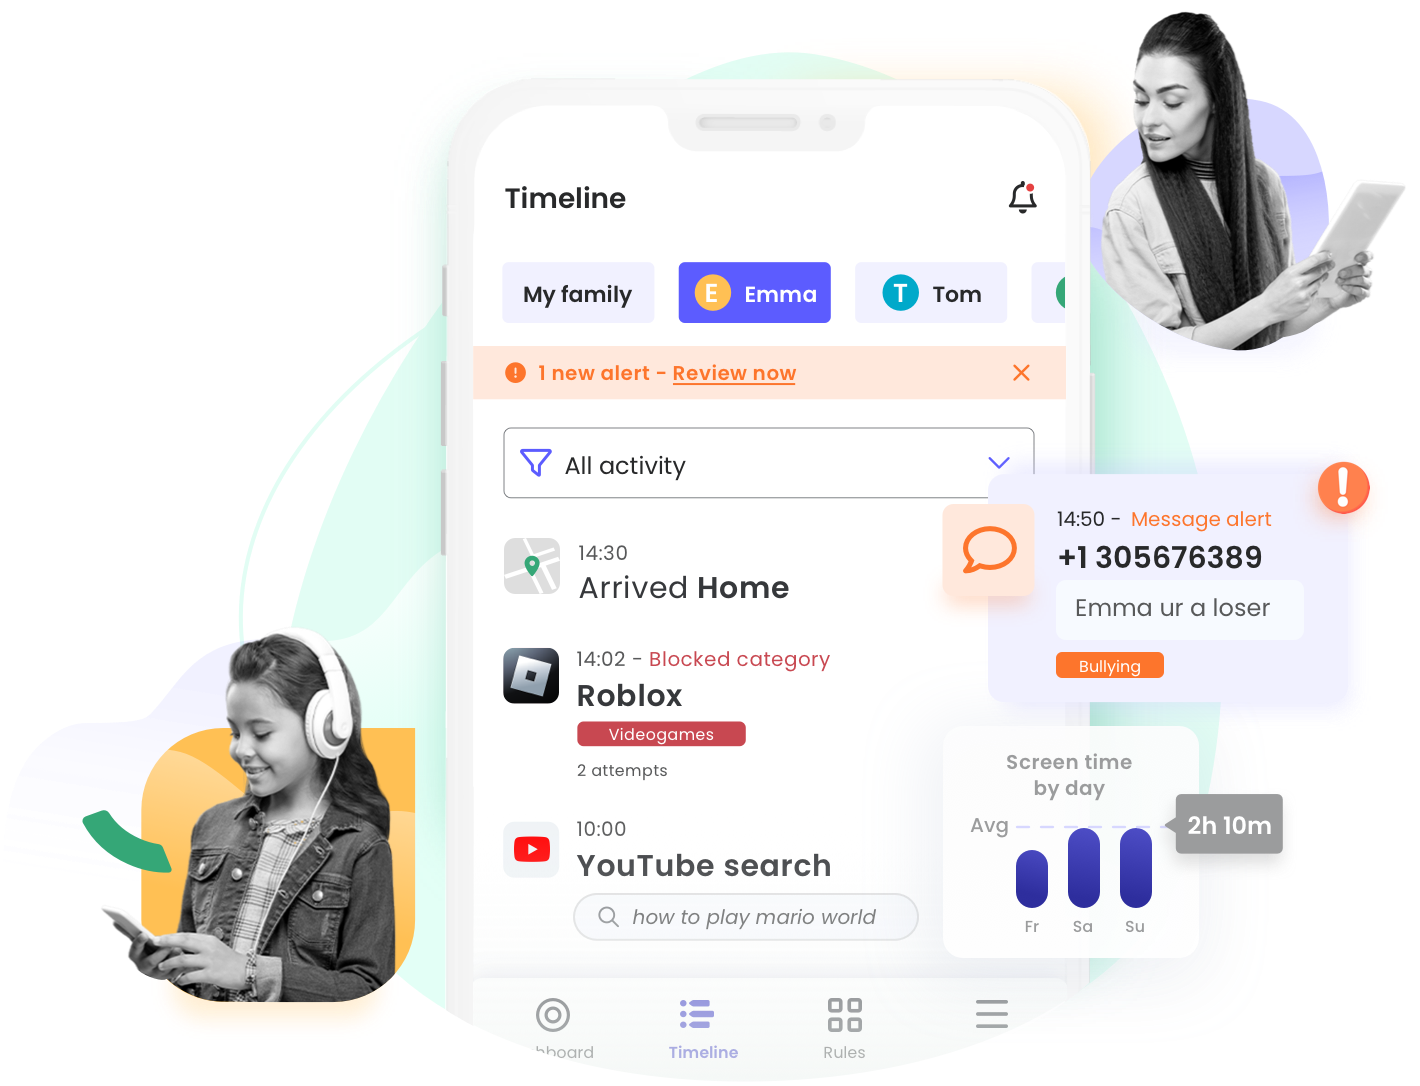 Timeline
My family
E Emma
T Tom
1 new alert - Review now
All activity
14:30
Arrived Home
14:50 - Message alert
+1 305676389
Emma ur a loser
Bullying
14:02 - Blocked category
Roblox
Videogames
2 attempts
10:00
YouTube search
how to play mario world
Screen time
by day
Avg
2h 10m
Fr Sa Su
Timeline
Rules